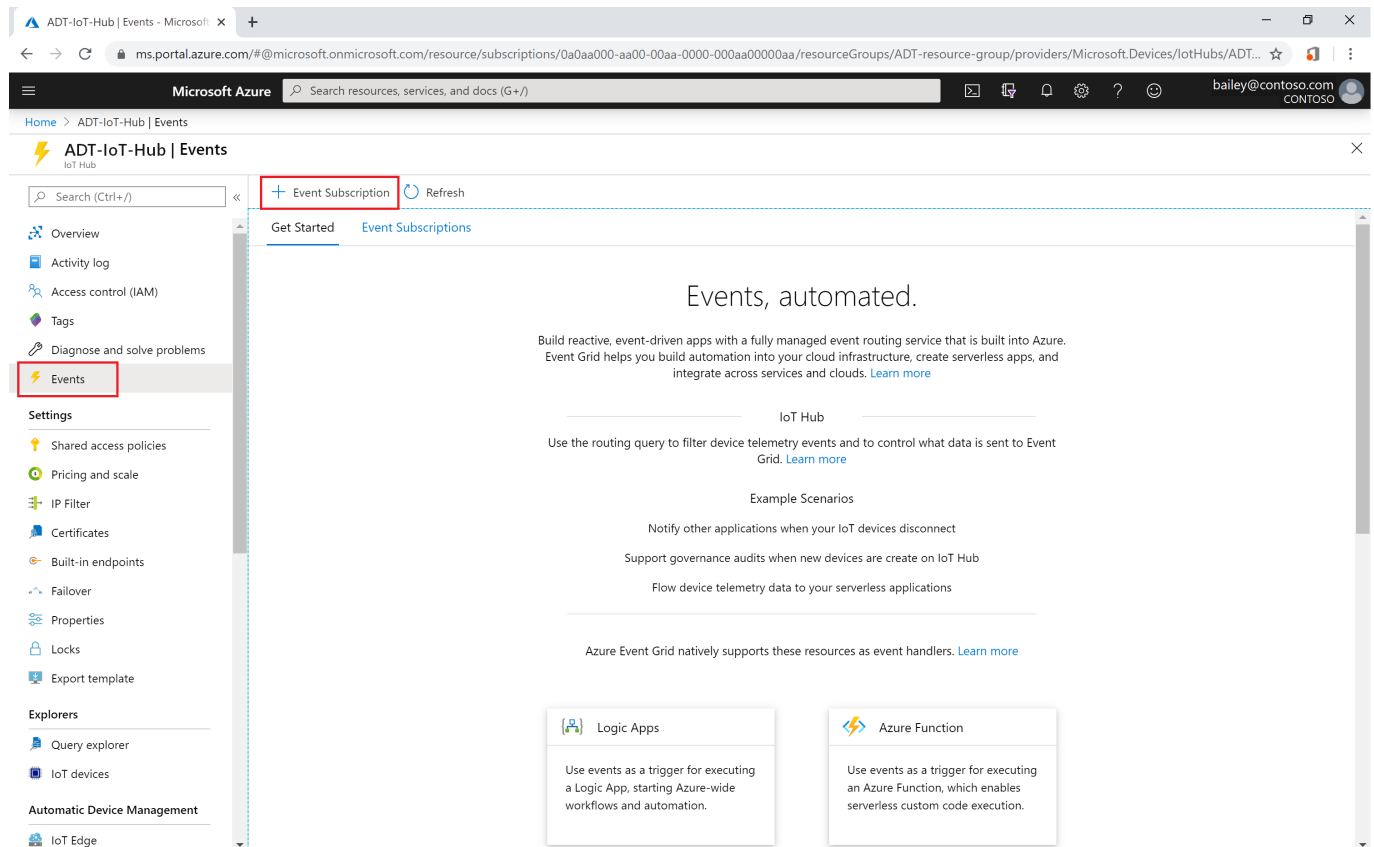 ADT-IoT-Hub | Events - Microsoft
ms.portal.azure.com/#@microsoft.onmicrosoft.com/resource/subscriptions/0a0aa000-aa00-00aa-0000-000aa00000aa/resourceGroups/ADT-resource-group/providers/Microsoft.Devices/IotHubs/ADT...
Microsoft Azure
Search resources, services, and docs (G+/)
bailey@contoso.com
CONTOSO
Home > ADT-IoT-Hub | Events
ADT-IoT-Hub | Events
IoT Hub
Search (Ctrl+/)
Overview
Activity log
Access control (IAM)
Tags
Diagnose and solve problems
Events
Settings
Shared access policies
Pricing and scale
IP Filter
Certificates
Built-in endpoints
Failover
Properties
Locks
Export template
Explorers
Query explorer
IoT devices
Automatic Device Management
IoT Edge
Event Subscription
Refresh
Get Started
Event Subscriptions
Events, automated.
Build reactive, event-driven apps with a fully managed event routing service that is built into Azure.
Event Grid helps you build automation into your cloud infrastructure, create serverless apps, and
integrate across services and clouds. Learn more
IoT Hub
Use the routing query to filter device telemetry events and to control what data is sent to Event
Grid. Learn more
Example Scenarios
Notify other applications when your IoT devices disconnect
Support governance audits when new devices are create on IoT Hub
Flow device telemetry data to your serverless applications
Azure Event Grid natively supports these resources as event handlers. Learn more
Logic Apps
Use events as a trigger for executing
a Logic App, starting Azure-wide
workflows and automation.
Azure Function
Use events as a trigger for executing
an Azure Function, which enables
serverless custom code execution.